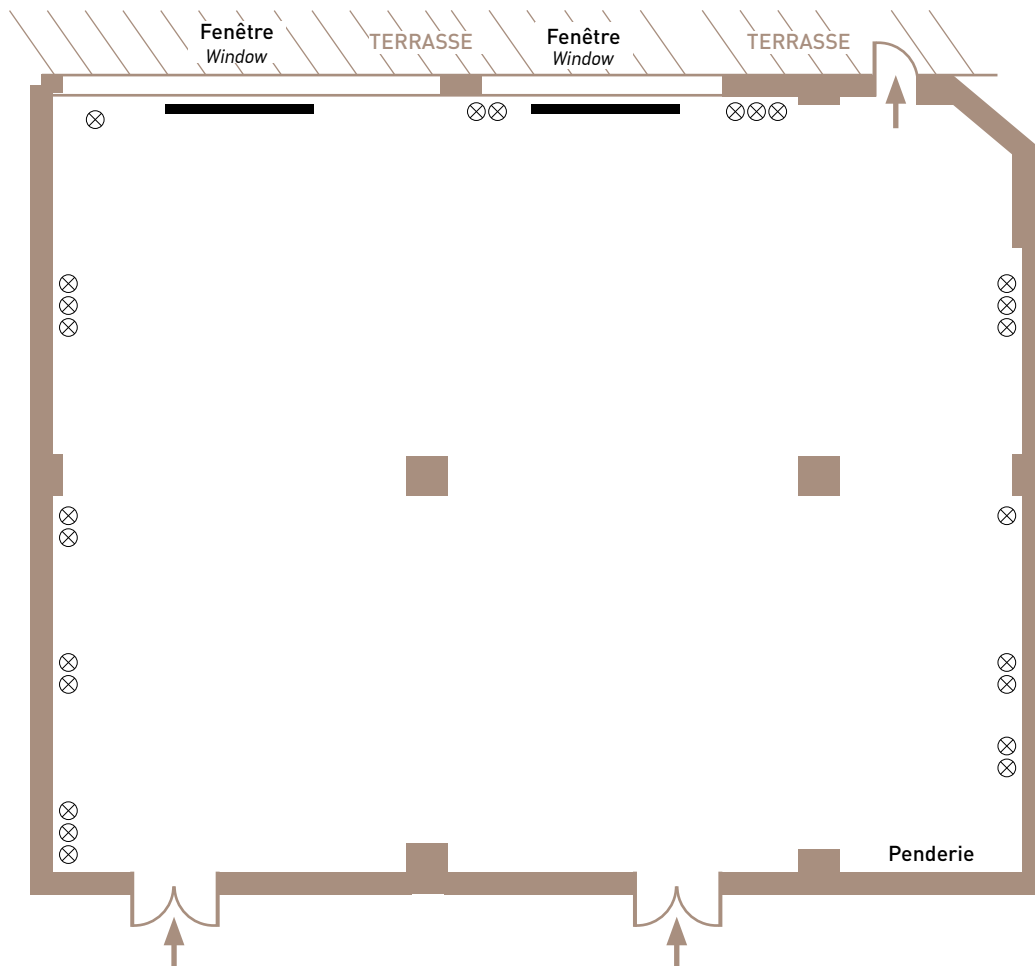 Fenêtre
Window
TERRASSE
Fenêtre
Window
TERRASSE
Penderie